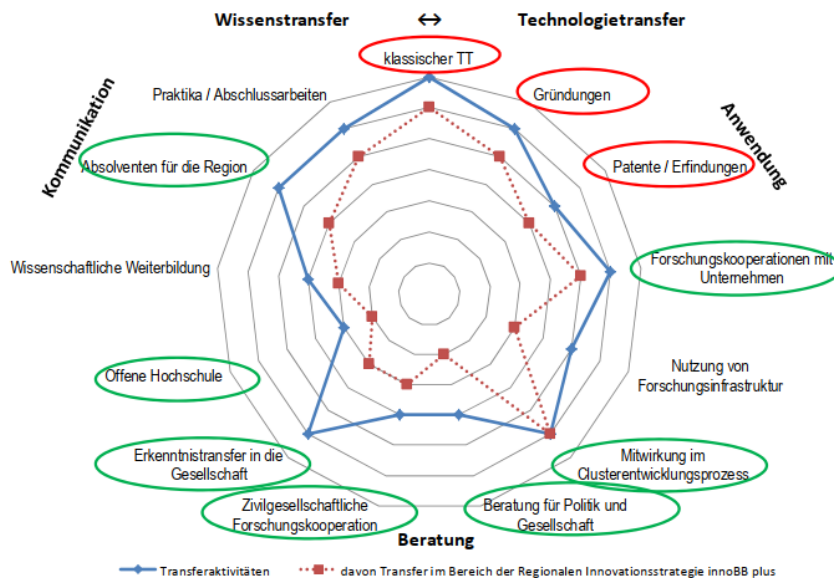 Wissenstransfer ↔ Technologietransfer
klassischer TT
Praktika / Abschlussarbeiten
Gründungen
Kommunikation
Anwendung
Absolventen für die Region
Patente / Erfindungen
Wissenschaftliche Weiterbildung
Forschungskooperationen mit
Unternehmen
Offene Hochschule
Nutzung von
Forschungsinfrastruktur
Erkenntnistransfer in die
Gesellschaft
Mitwirkung im
Clusterentwicklungsprozess
Zivilgesellschaftliche
Forschungskooperation
Beratung für Politik und
Gesellschaft
Beratung
Transferaktivitäten
davon Transfer im Bereich der Regionalen Innovationsstrategie innoBB plus